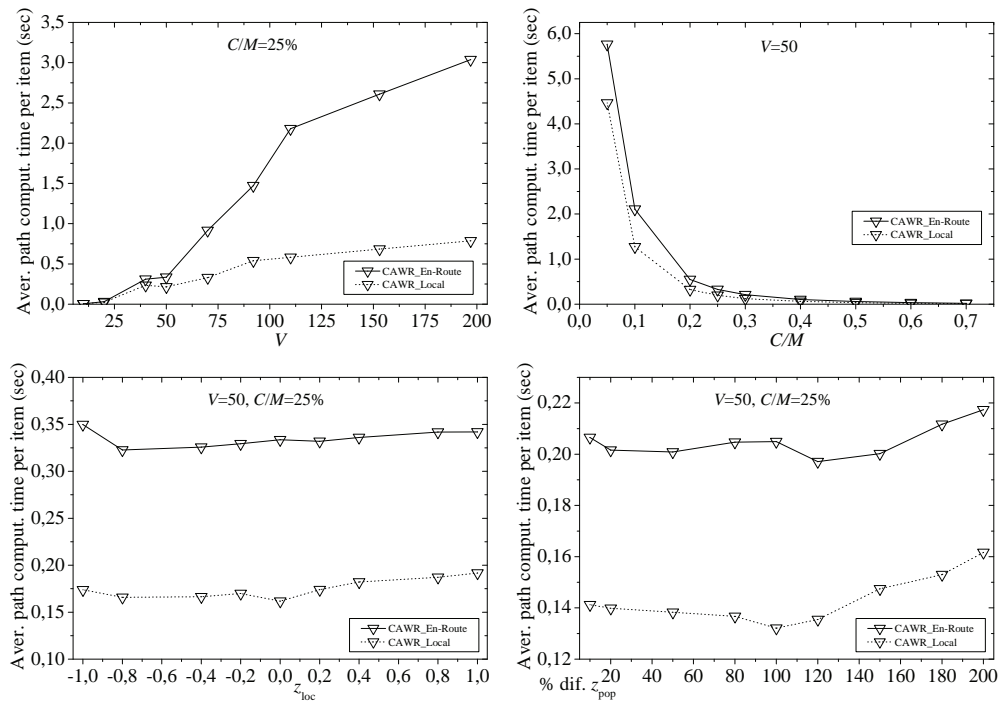 Aver. path comput. time per item (sec)
3,5
3,0
2,5
2,0
1,5
1,0
0,5
0,0
C/M=25%
CAWR_En-Route
CAWR_Local
25 50 75 100 125 150 175 200
V
Aver. path comput. time per item (sec)
6,0
5,0
4,0
3,0
2,0
1,0
0,0
V=50
CAWR_En-Route
CAWR_Local
0,0 0,1 0,2 0,3 0,4 0,5 0,6 0,7
C/M
Aver. path comput. time per item (sec)
0,40
0,35
0,30
0,25
0,20
0,15
0,10
V=50, C/M=25%
CAWR_En-Route
CAWR_Local
-1,0 -0,8 -0,6 -0,4 -0,2 0,0 0,2 0,4 0,6 0,8 1,0
z_loc
Aver. path comput. time per item (sec)
0,22
0,20
0,18
0,16
0,14
0,12
V=50, C/M=25%
CAWR_En-Route
CAWR_Local
20 40 60 80 100 120 140 160 180 200
% dif. z_pop